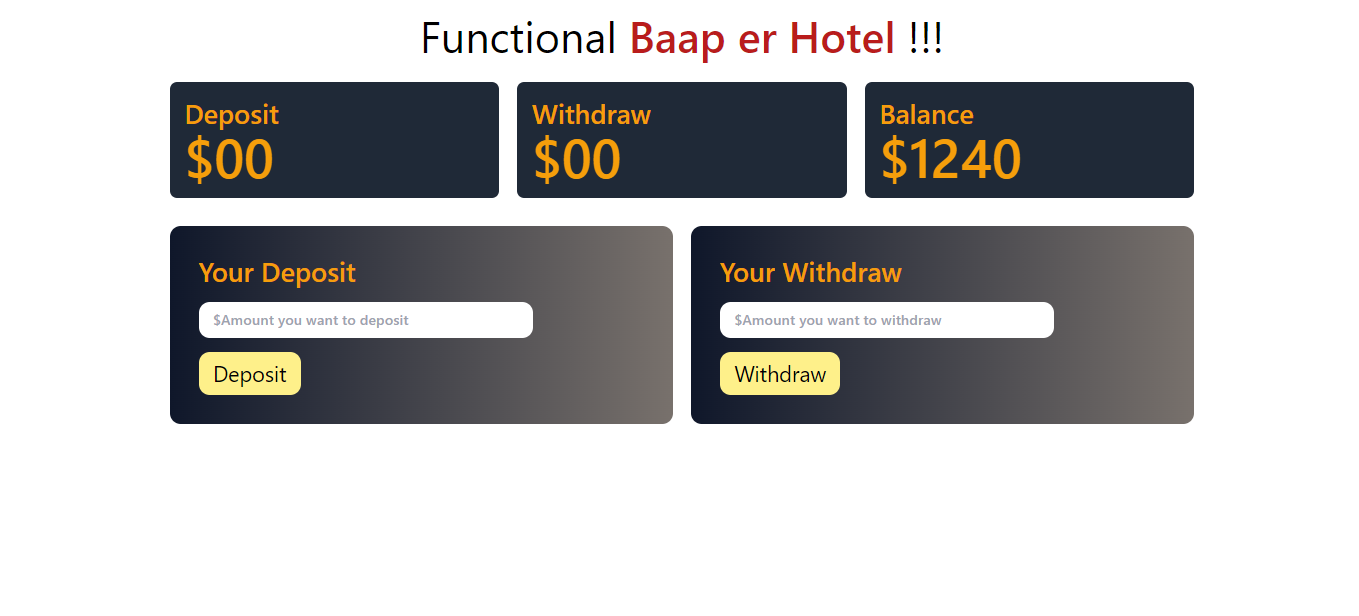 Functional Baap er Hotel !!!
Deposit
$00
Withdraw
$00
Balance
$1240
Your Deposit
$Amount you want to deposit
Deposit
Your Withdraw
$Amount you want to withdraw
Withdraw